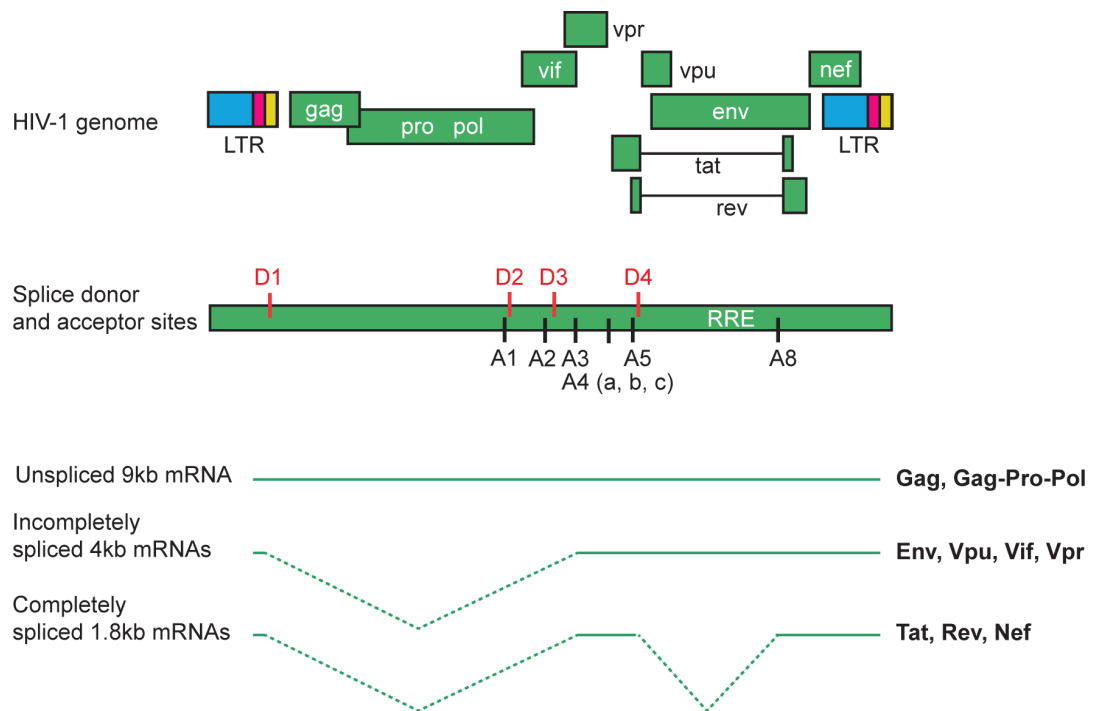 vpr
vif
vpu
nef
HIV-1 genome
gag
env
pro pol
LTR
LTR
tat
rev
D1
D2
D3
D4
Splice donor
and acceptor sites
RRE
A1
A2
A3
A5
A8
A4 (a, b, c)
Unspliced 9kb mRNA
Gag, Gag-Pro-Pol
Incompletely
spliced 4kb mRNAs
Env, Vpu, Vif, Vpr
Completely
spliced 1.8kb mRNAs
Tat, Rev, Nef